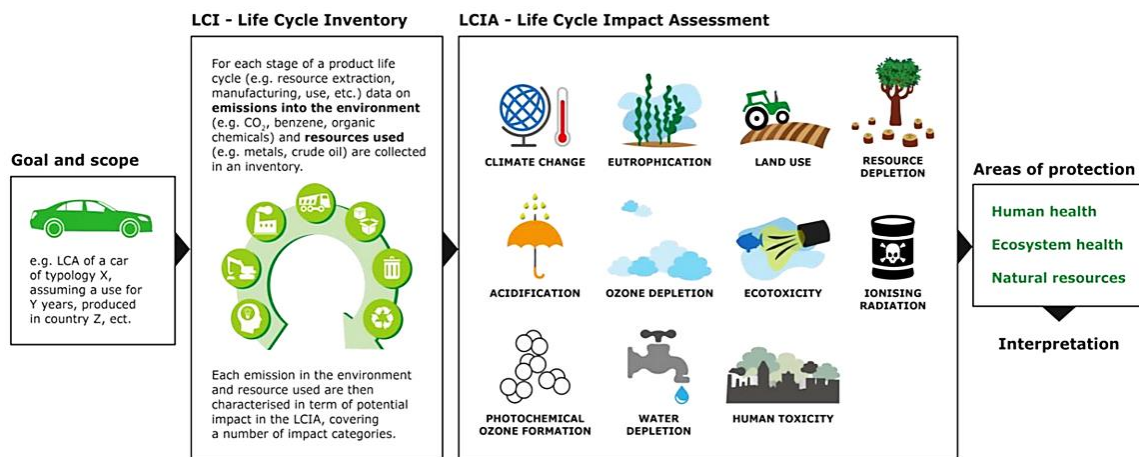 Goal and scope
e.g. LCA of a car
of typology X,
assuming a use for
Y years, produced
in country Z, ect.
LCI - Life Cycle Inventory
For each stage of a product life
cycle (e.g. resource extraction,
manufacturing, use, etc.) data on
emissions into the environment
(e.g. CO₂, benzene, organic
chemicals) and resources used
(e.g. metals, crude oil) are collected
in an inventory.
Each emission in the environment
and resource used are then
characterised in term of potential
impact in the LCIA, covering
a number of impact categories.
LCIA - Life Cycle Impact Assessment
CLIMATE CHANGE
EUTROPHICATION
LAND USE
RESOURCE
DEPLETION
ACIDIFICATION
OZONE DEPLETION
ECOTOXICITY
IONISING
RADIATION
PHOTOCHEMICAL
OZONE FORMATION
WATER
DEPLETION
HUMAN TOXICITY
Areas of protection
Human health
Ecosystem health
Natural resources
Interpretation